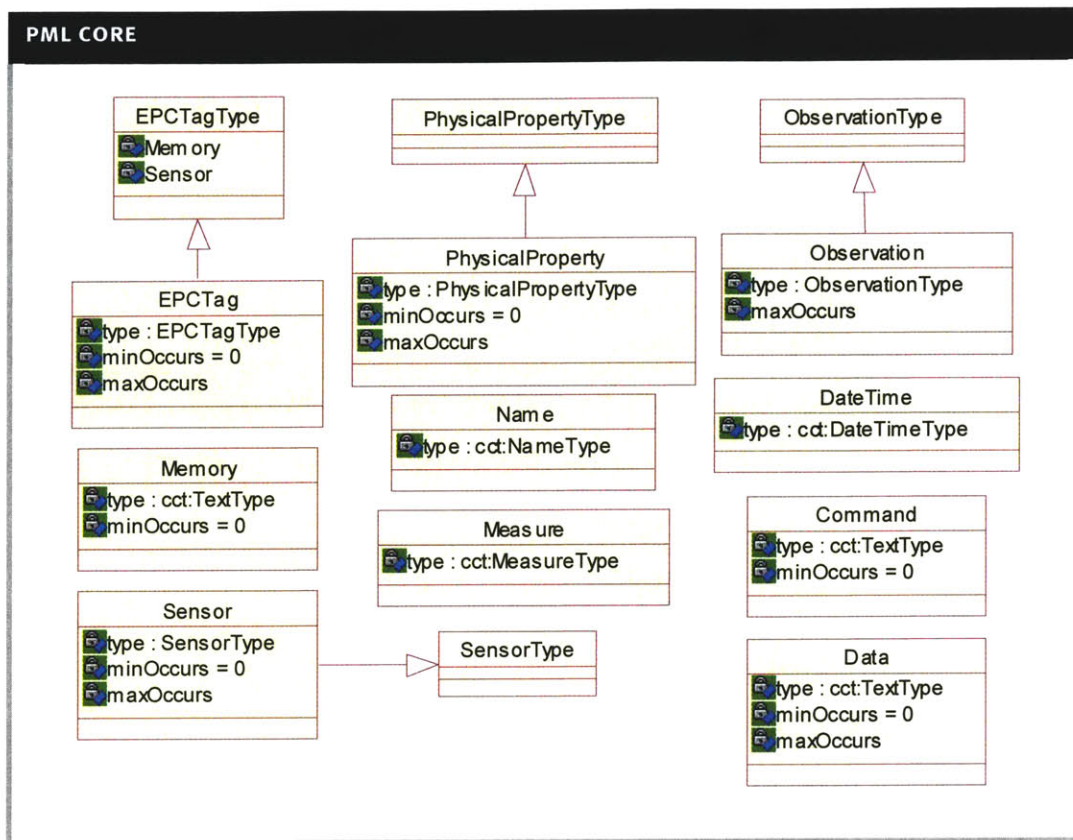 PML CORE
EPCTagType
Memory
Sensor
EPCTag
type : EPCTagType
minOccurs = 0
maxOccurs
Memory
type : cct:TextType
minOccurs = 0
Sensor
type : SensorType
minOccurs = 0
maxOccurs
PhysicalPropertyType
PhysicalProperty
type : PhysicalPropertyType
minOccurs = 0
maxOccurs
Name
type : cct:NameType
Measure
type : cct:MeasureType
SensorType
ObservationType
Observation
type : ObservationType
maxOccurs
DateTime
type : cct:DateTimeType
Command
type : cct:TextType
minOccurs = 0
Data
type : cct:TextType
minOccurs = 0
maxOccurs